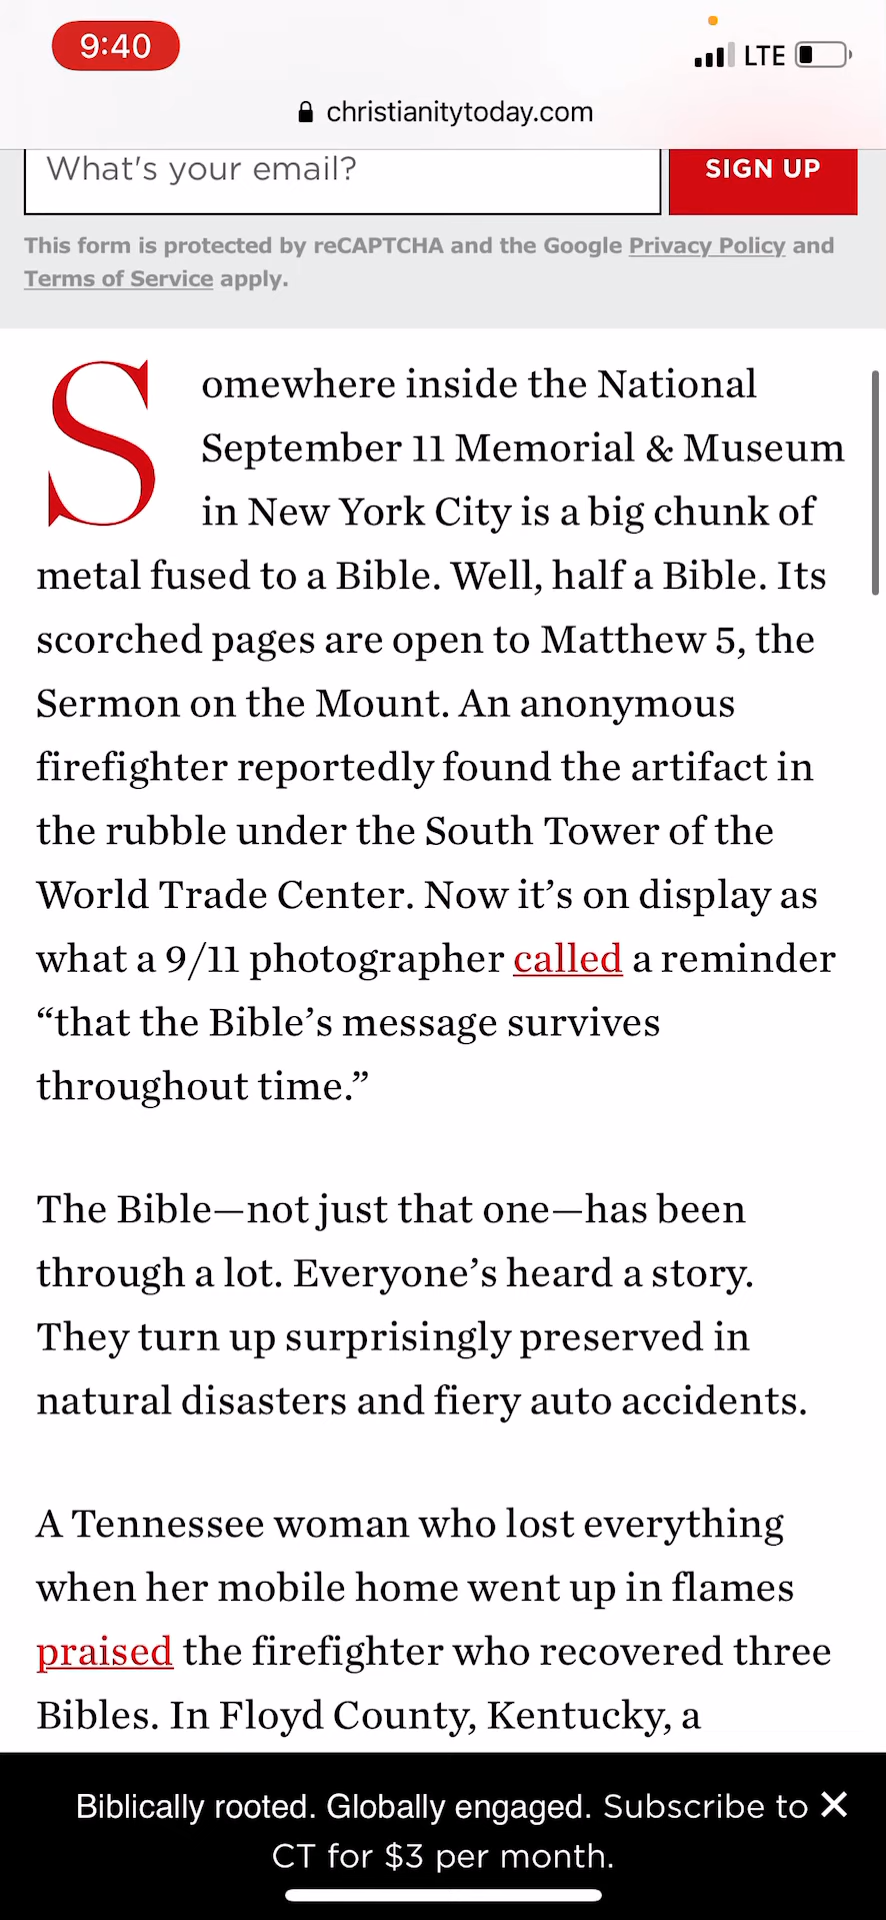 9:40
LTE
christianitytoday.com
What's your email?
SIGN UP
This form is protected by reCAPTCHA and the Google Privacy Policy and
Terms of Service apply.
Somewhere inside the National
September 11 Memorial & Museum
in New York City is a big chunk of
metal fused to a Bible. Well, half a Bible. Its
scorched pages are open to Matthew 5, the
Sermon on the Mount. An anonymous
firefighter reportedly found the artifact in
the rubble under the South Tower of the
World Trade Center. Now it’s on display as
what a 9/11 photographer called a reminder
“that the Bible’s message survives
throughout time.”
The Bible—not just that one—has been
through a lot. Everyone’s heard a story.
They turn up surprisingly preserved in
natural disasters and fiery auto accidents.
A Tennessee woman who lost everything
when her mobile home went up in flames
praised the firefighter who recovered three
Bibles. In Floyd County, Kentucky, a
Biblically rooted. Globally engaged. Subscribe to
CT for $3 per month.